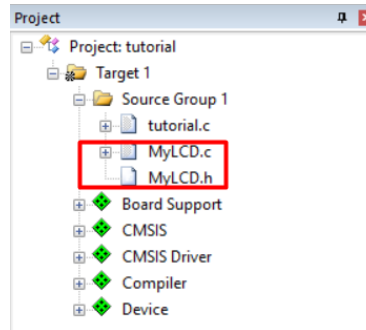 Project
Project: tutorial
Target 1
Source Group 1
tutorial.c
MyLCD.c
MyLCD.h
Board Support
CMSIS
CMSIS Driver
Compiler
Device